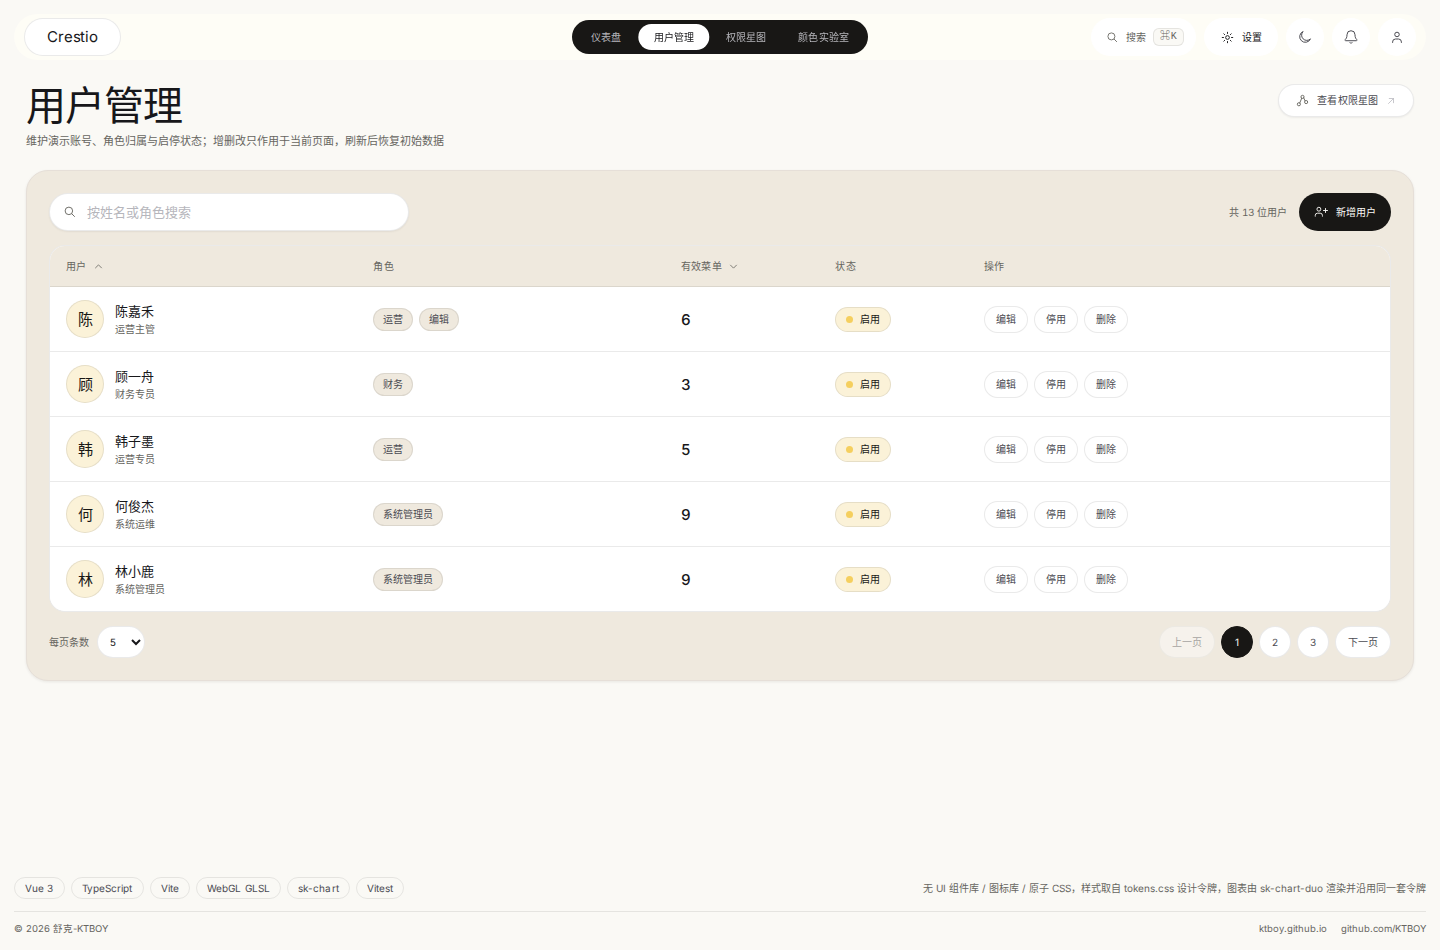 Crestio
仪表盘 用户管理 权限星图 颜色实验室
搜索 ⌘K 设置
用户管理
查看权限星图
维护演示账号、角色归属与启停状态；增删改只作用于当前页面，刷新后恢复初始数据
按姓名或角色搜索
共 13 位用户 新增用户
用户 角色 有效菜单 状态 操作
陈 陈嘉禾 运营 编辑 6 启用 编辑 停用 删除
运营主管
顾 顾一舟 财务 3 启用 编辑 停用 删除
财务专员
韩 韩子墨 运营 5 启用 编辑 停用 删除
运营专员
何 何俊杰 系统管理员 9 启用 编辑 停用 删除
系统运维
林 林小鹿 系统管理员 9 启用 编辑 停用 删除
系统管理员
每页条数 5 上一页 1 2 3 下一页
Vue 3 TypeScript Vite WebGL GLSL sk-chart Vitest
无 UI 组件库 / 图标库 / 原子 CSS，样式取自 tokens.css 设计令牌，图表由 sk-chart-duo 渲染并沿用同一套令牌
© 2026 舒克-KTBOY
ktboy.github.io github.com/KTBOY